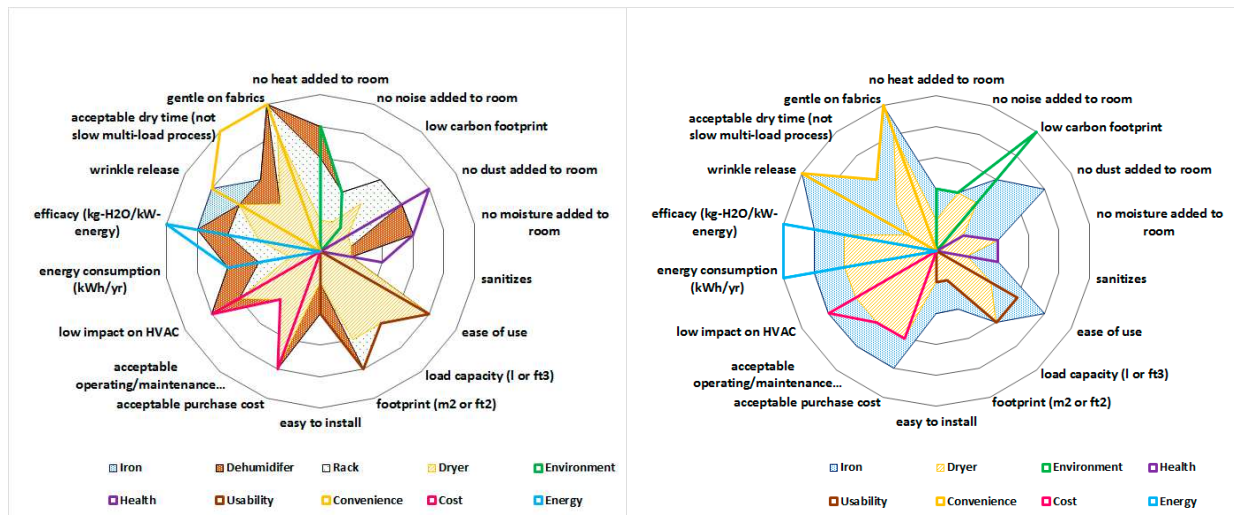 no heat added to room
gentle on fabrics
no noise added to room
acceptable dry time (not
slow multi-load process)
low carbon footprint
wrinkle release
no dust added to room
efficacy (kg-H2O/kW-
energy)
no moisture added to
room
energy consumption
(kWh/yr)
sanitizes
low impact on HVAC
ease of use
acceptable
operating/maintenance...
load capacity (l or ft3)
acceptable purchase cost
footprint (m2 or ft2)
easy to install
Iron
Dehumidifer
Rack
Dryer
Environment
Health
Usability
Convenience
Cost
Energy
no heat added to room
gentle on fabrics
no noise added to room
acceptable dry time (not
slow multi-load process)
low carbon footprint
wrinkle release
no dust added to room
efficacy (kg-H2O/kW-
energy)
no moisture added to
room
energy consumption
(kWh/yr)
sanitizes
low impact on HVAC
ease of use
acceptable
operating/maintenance...
load capacity (l or ft3)
acceptable purchase cost
footprint (m2 or ft2)
easy to install
Iron
Dryer
Environment
Health
Usability
Convenience
Cost
Energy